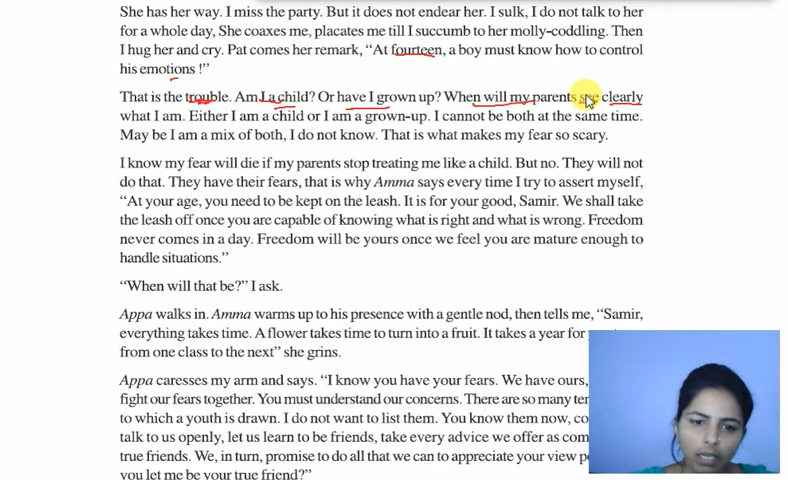 She has her way. I miss the party. But it does not endear her. I sulk, I do not talk to her
for a whole day, She coaxes me, placates me till I succumb to her molly-coddling. Then
I hug her and cry. Pat comes her remark, “At fourteen, a boy must know how to control
his emotions !”
That is the trouble. Am I a child? Or have I grown up? When will my parents see clearly
what I am. Either I am a child or I am a grown-up. I cannot be both at the same time.
May be I am a mix of both, I do not know. That is what makes my fear so scary.
I know my fear will die if my parents stop treating me like a child. But no. They will not
do that. They have their fears, that is why Amma says every time I try to assert myself,
“At your age, you need to be kept on the leash. It is for your good, Samir. We shall take
the leash off once you are capable of knowing what is right and what is wrong. Freedom
never comes in a day. Freedom will be yours once we feel you are mature enough to
handle situations.”
“When will that be?” I ask.
Appa walks in. Amma warms up to his presence with a gentle nod, then tells me, “Samir,
everything takes time. A flower takes time to turn into a fruit. It takes a year for
from one class to the next” she grins.
Appa caresses my arm and says. “I know you have your fears. We have ours,
fight our fears together. You must understand our concerns. There are so many
to which a youth is drawn. I do not want to list them. You know them now,
talk to us openly, let us learn to be friends, take every advice we offer as
true friends. We, in turn, promise to do all that we can to appreciate your view
you let me be your true friend?”